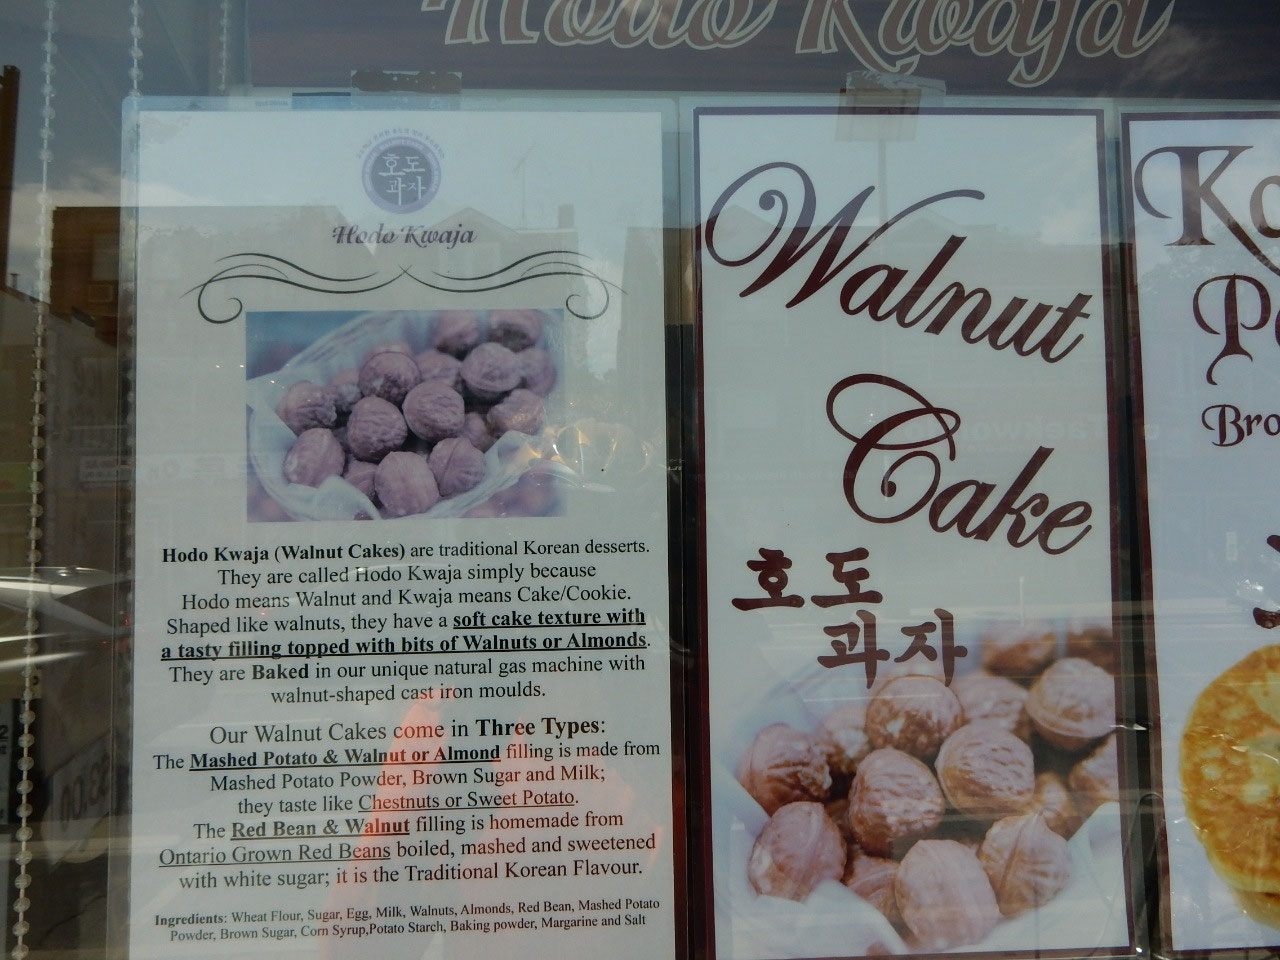 Hodo Kwaja
호도
과자
Hodo Kwaja
Hodo Kwaja (Walnut Cakes) are traditional Korean desserts.
They are called Hodo Kwaja simply because
Hodo means Walnut and Kwaja means Cake/Cookie.
Shaped like walnuts, they have a soft cake texture with
a tasty filling topped with bits of Walnuts or Almonds.
They are Baked in our unique natural gas machine with
walnut-shaped cast iron moulds.
Our Walnut Cakes come in Three Types:
The Mashed Potato & Walnut or Almond filling is made from
Mashed Potato Powder, Brown Sugar and Milk;
they taste like Chestnuts or Sweet Potato.
The Red Bean & Walnut filling is homemade from
Ontario Grown Red Beans boiled, mashed and sweetened
with white sugar; it is the Traditional Korean Flavour.
Ingredients: Wheat Flour, Sugar, Egg, Milk, Walnuts, Almonds, Red Bean, Mashed Potato
Powder, Brown Sugar, Corn Syrup,Potato Starch, Baking powder, Margarine and Salt
Walnut
Cake
호도
과자